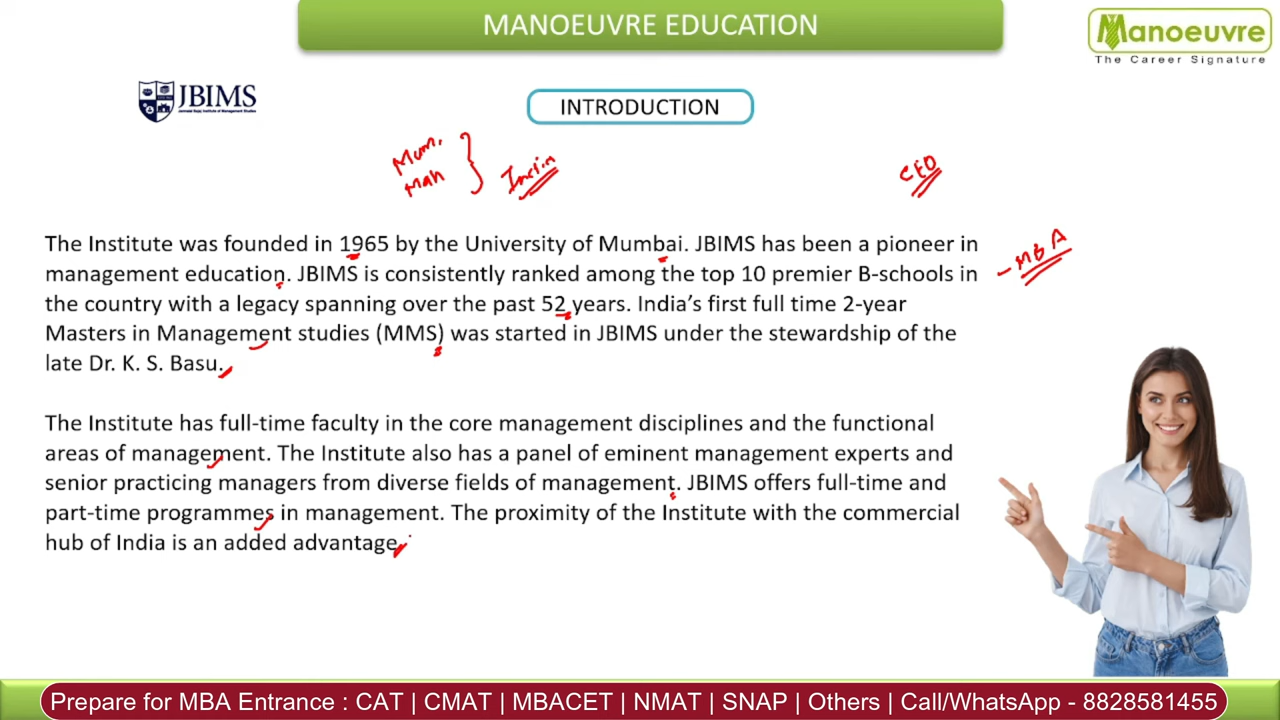 MANOEUVRE EDUCATION
Manoeuvre
The Career Signature
JBIMS
Jamnalal Bajaj Institute of Management Studies
INTRODUCTION
Mum.
Mah
India
CEO
The Institute was founded in 1965 by the University of Mumbai. JBIMS has been a pioneer in
management education. JBIMS is consistently ranked among the top 10 premier B-schools in
the country with a legacy spanning over the past 52 years. India’s first full time 2-year
Masters in Management studies (MMS) was started in JBIMS under the stewardship of the
late Dr. K. S. Basu.
- MBA
The Institute has full-time faculty in the core management disciplines and the functional
areas of management. The Institute also has a panel of eminent management experts and
senior practicing managers from diverse fields of management. JBIMS offers full-time and
part-time programmes in management. The proximity of the Institute with the commercial
hub of India is an added advantage.
Prepare for MBA Entrance : CAT | CMAT | MBACET | NMAT | SNAP | Others | Call/WhatsApp - 8828581455